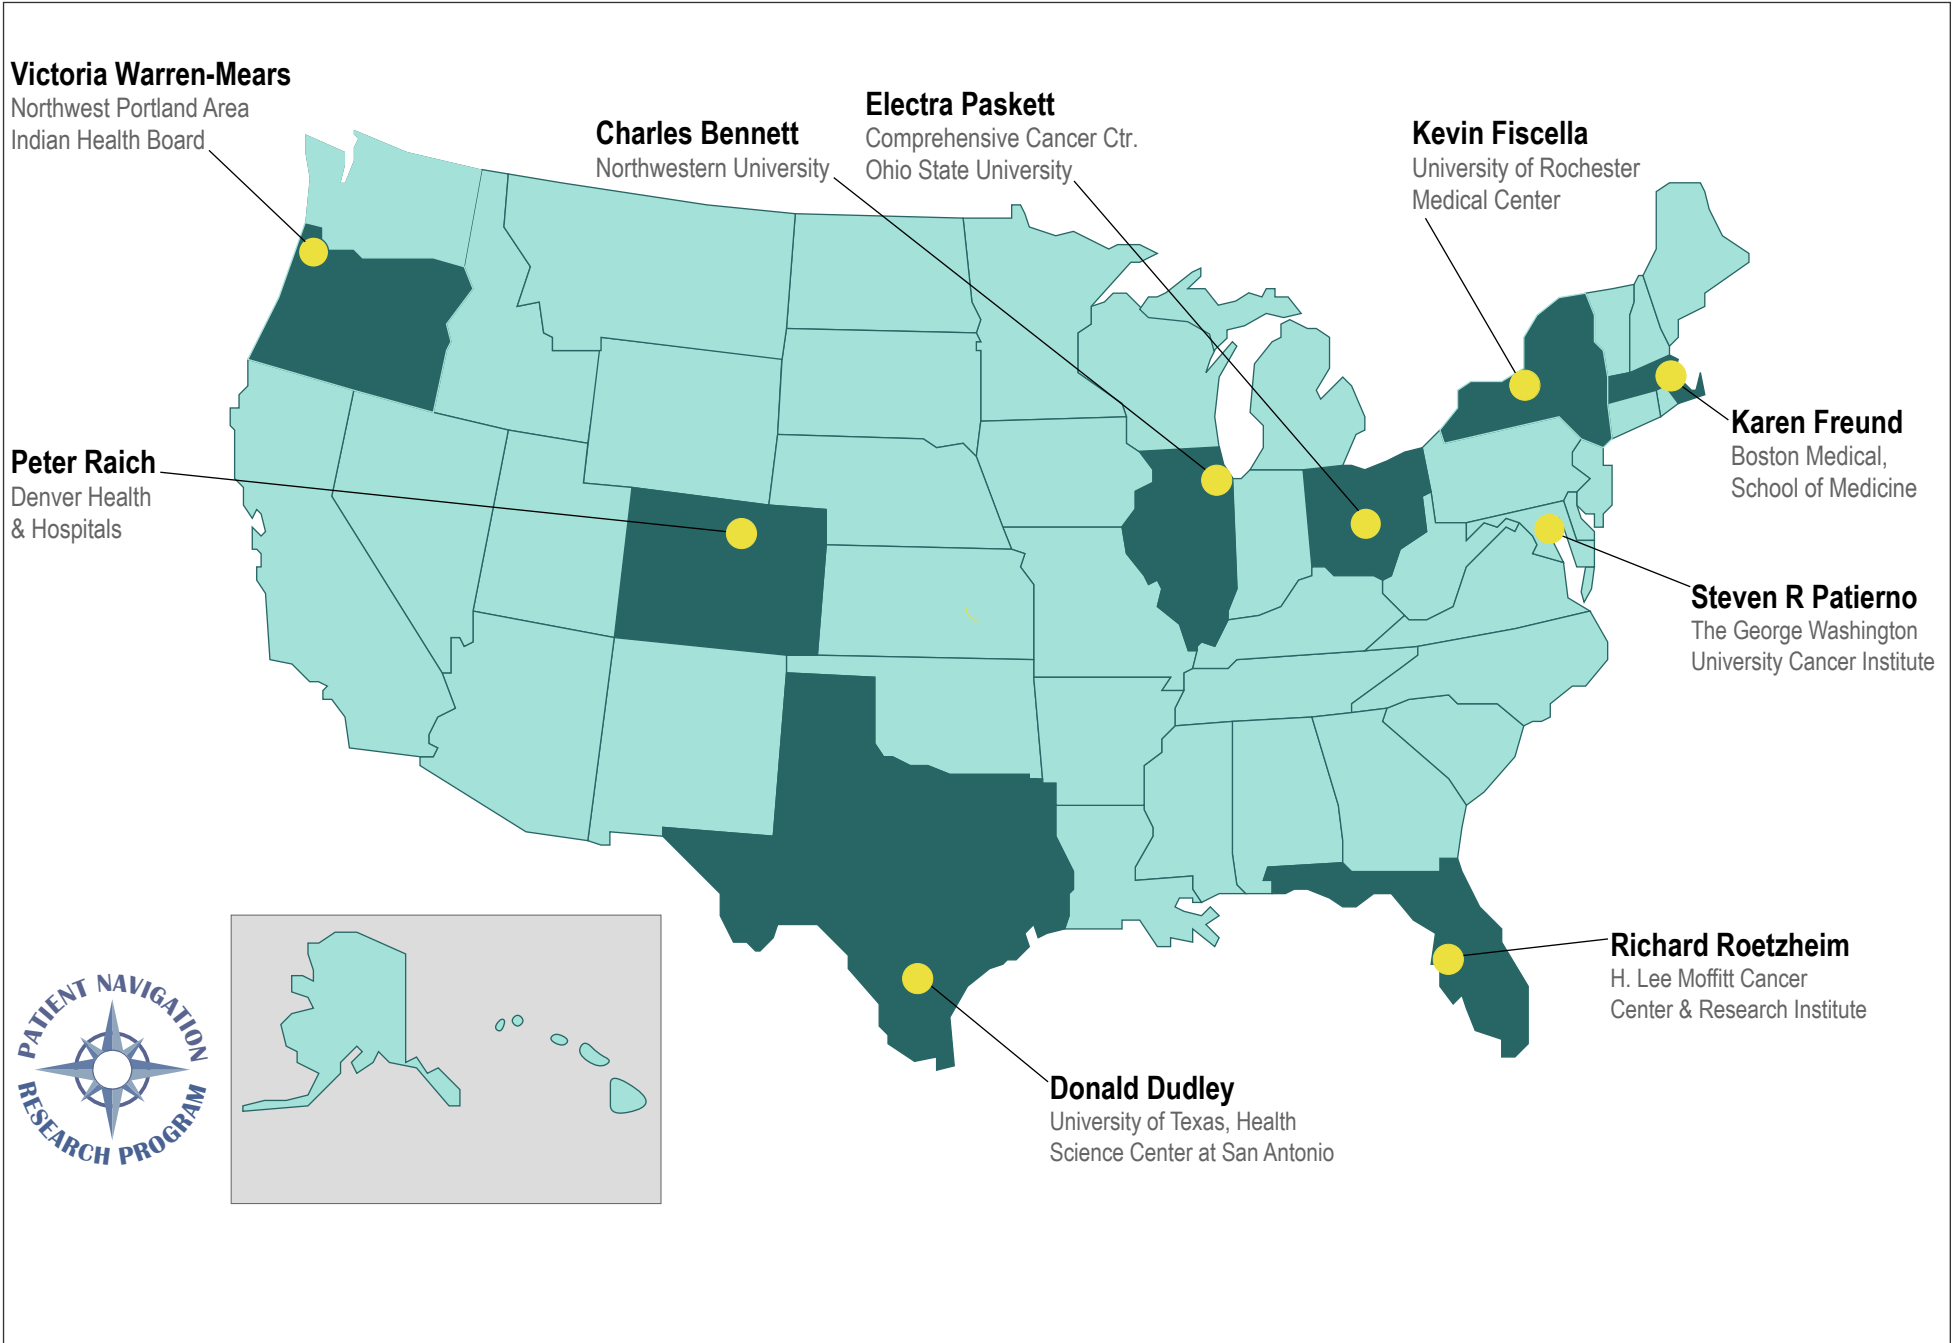 Victoria Warren-Mears
Northwest Portland Area
Indian Health Board
Charles Bennett
Northwestern University
Electra Paskett
Comprehensive Cancer Ctr.
Ohio State University
Kevin Fiscella
University of Rochester
Medical Center
Karen Freund
Boston Medical,
School of Medicine
Peter Raich
Denver Health
& Hospitals
Steven R Patierno
The George Washington
University Cancer Institute
Richard Roetzheim
H. Lee Moffitt Cancer
Center & Research Institute
Donald Dudley
University of Texas, Health
Science Center at San Antonio
PATIENT NAVIGATION
RESEARCH PROGRAM